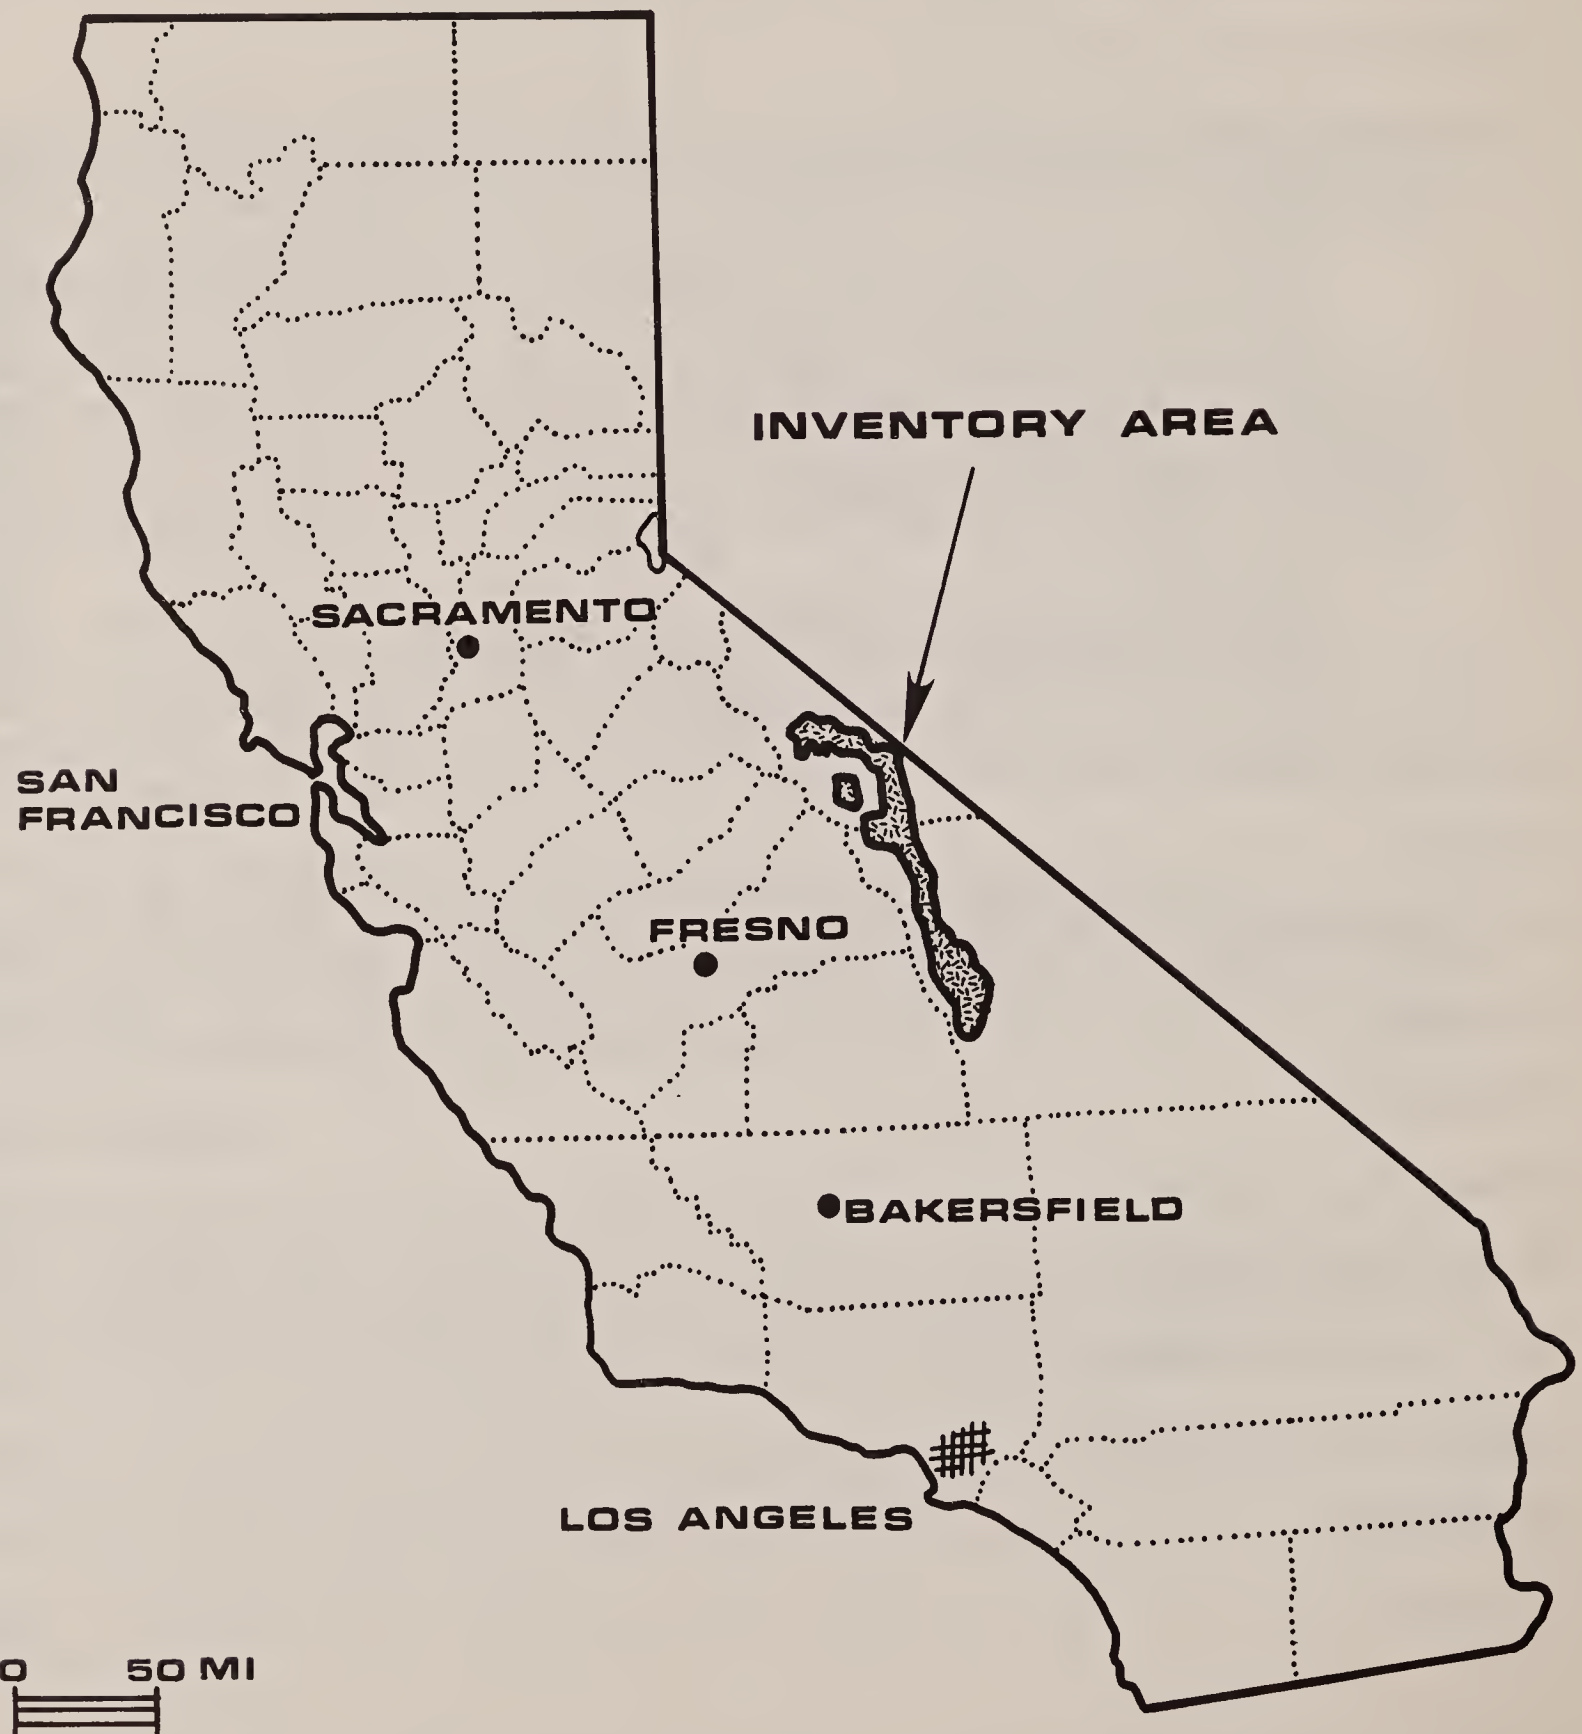 INVENTORY AREA
SACRAMENTO
SAN
FRANCISCO
FRESNO
BAKERSFIELD
LOS ANGELES
0 50 MI